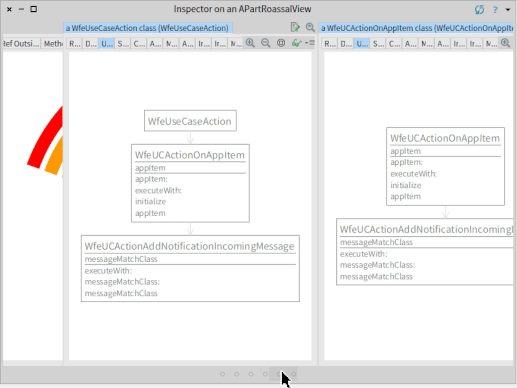 Inspector on an APartRoassalView
a WfeUseCaseAction class (WfeUseCaseAction)
a WfeUCActionOnAppItem class (WfeUCActionOnAppIte
Ref Outsi... Meth
R... D... U... S... C... A... M... A... Ir... Ir... M...
R... D... U... S... C... A... M... A... Ir... Ir... M...
WfeUseCaseAction
WfeUCActionOnAppItem
appItem
appItem:
executeWith:
initialize
appItem
WfeUCActionAddNotificationIncomingMessage
messageMatchClass
executeWith:
messageMatchClass:
messageMatchClass
WfeUCActionOnAppItem
appItem
appItem:
executeWith:
initialize
appItem
WfeUCActionAddNotificationIncomingl
messageMatchClass
executeWith:
messageMatchClass:
messageMatchClass